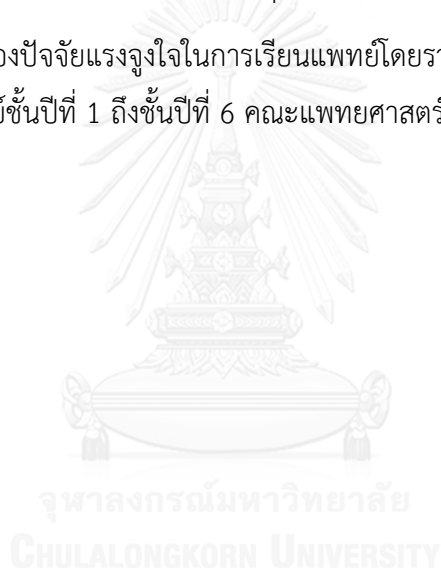 องปัจจัยแรงจูงใจในการเรียนแพทย์โดยรา
ย์ชั้นปีที่ 1 ถึงชั้นปีที่ 6 คณะแพทยศาสตร์
จุฬาลงกรณ์มหาวิทยาลัย
CHULALONGKORN UNIVERSITY